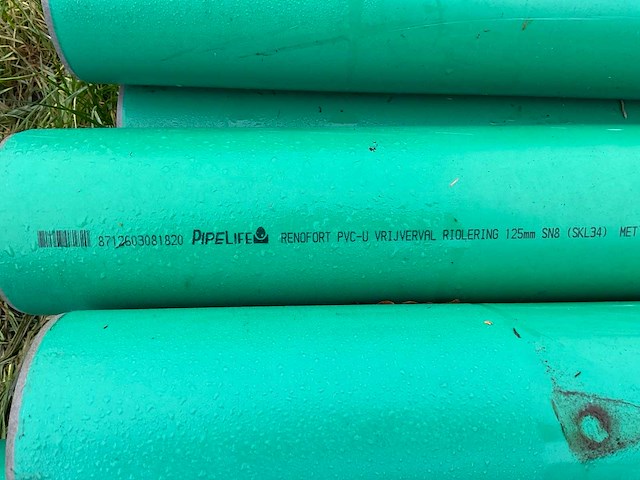 8712603081820 PIPELIFE RENOFORT PVC-U VRIJVERVAL RIOLERING 125mm SN8 (SKL34) MET